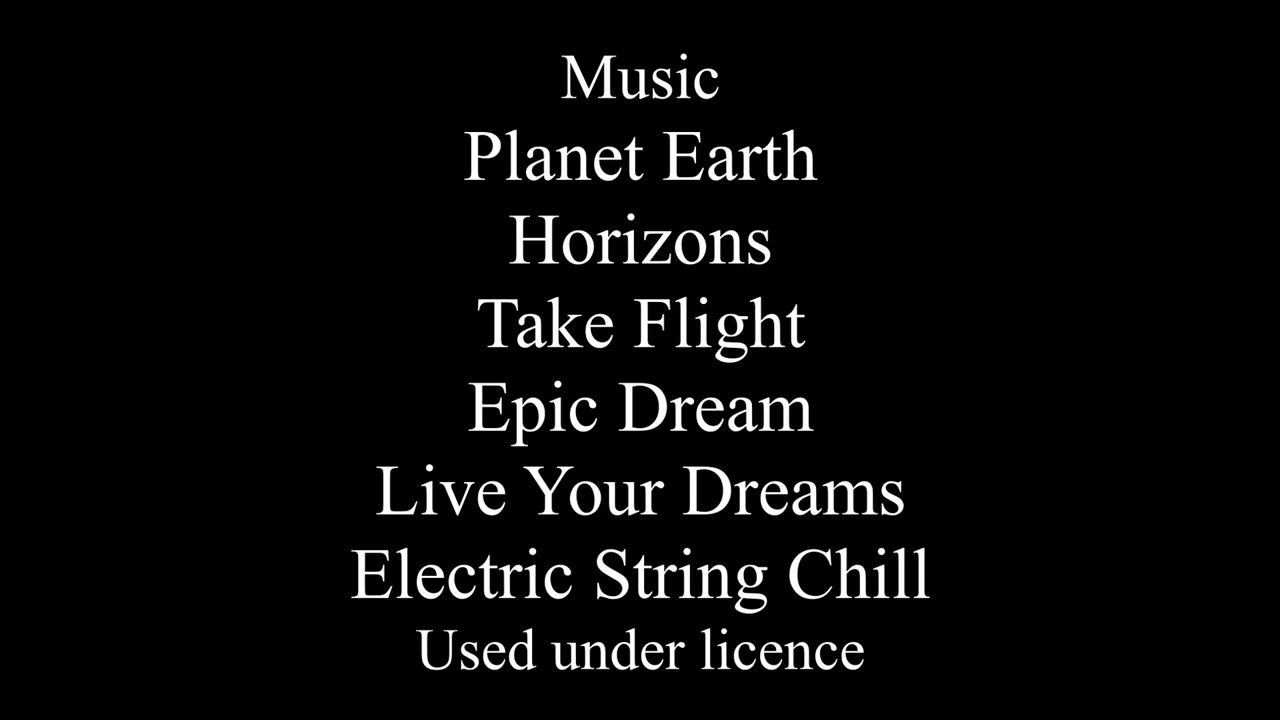 Music
Planet Earth
Horizons
Take Flight
Epic Dream
Live Your Dreams
Electric String Chill
Used under licence